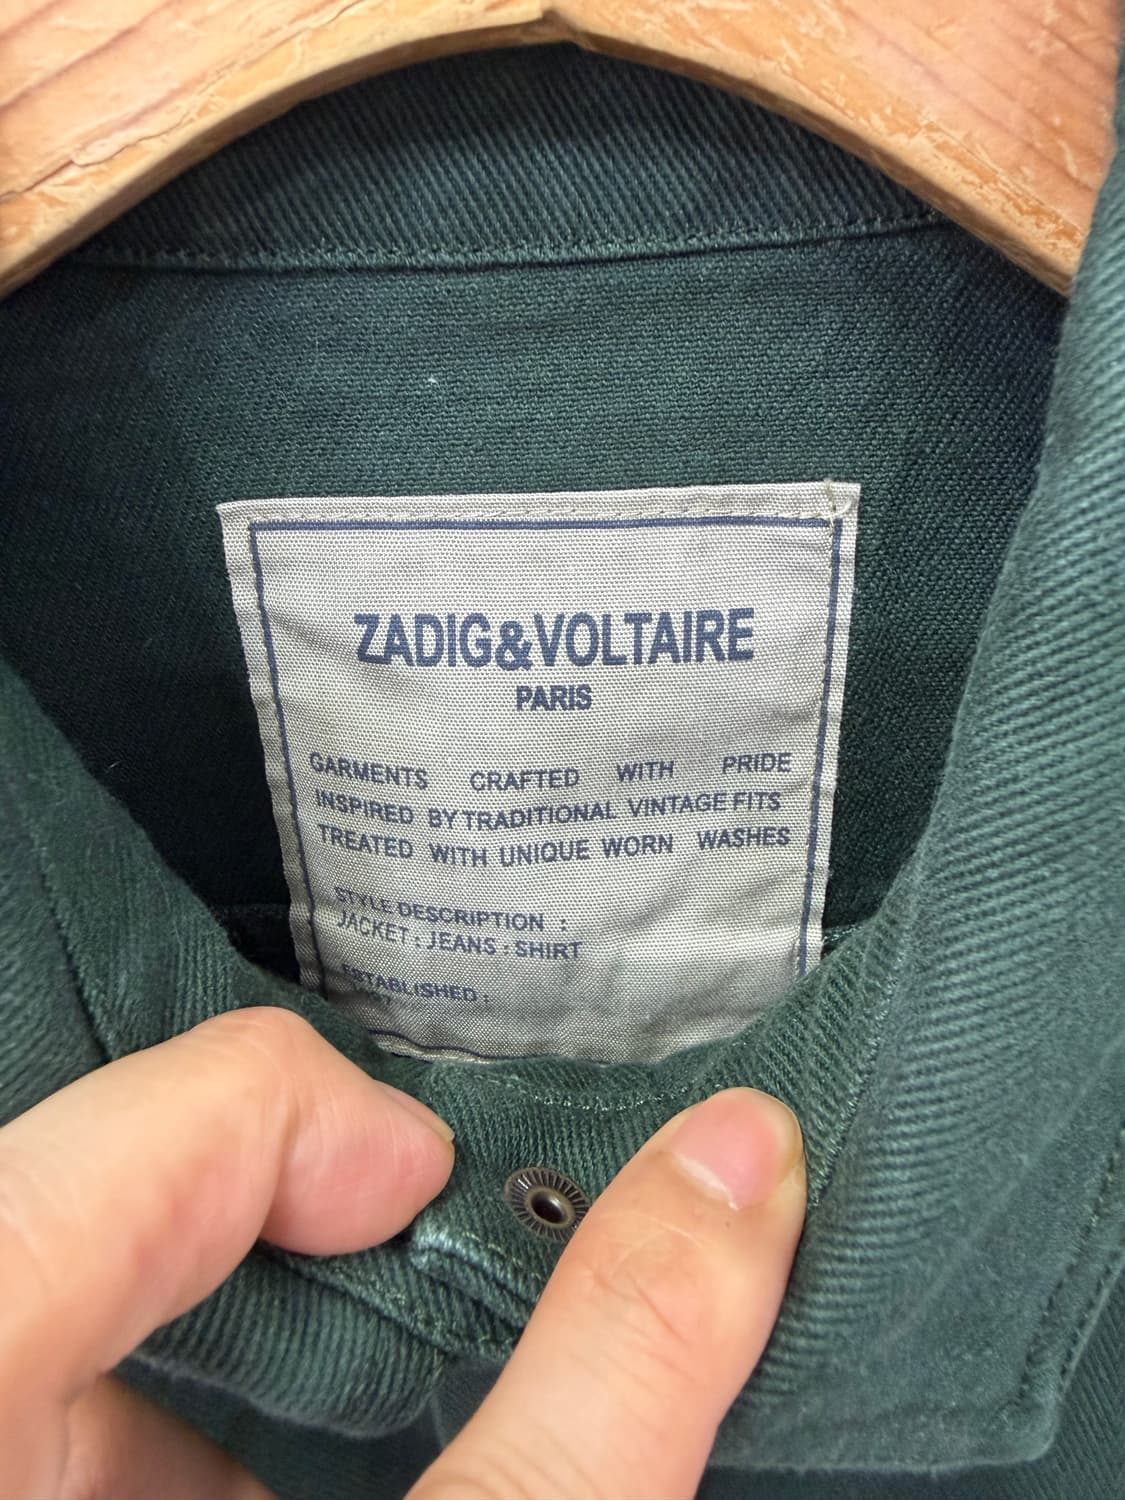 ZADIG&VOLTAIRE
PARIS
GARMENTS CRAFTED WITH PRIDE
INSPIRED BY TRADITIONAL VINTAGE FITS
TREATED WITH UNIQUE WORN WASHES
STYLE DESCRIPTION :
JACKET : JEANS : SHIRT
ESTABLISHED :